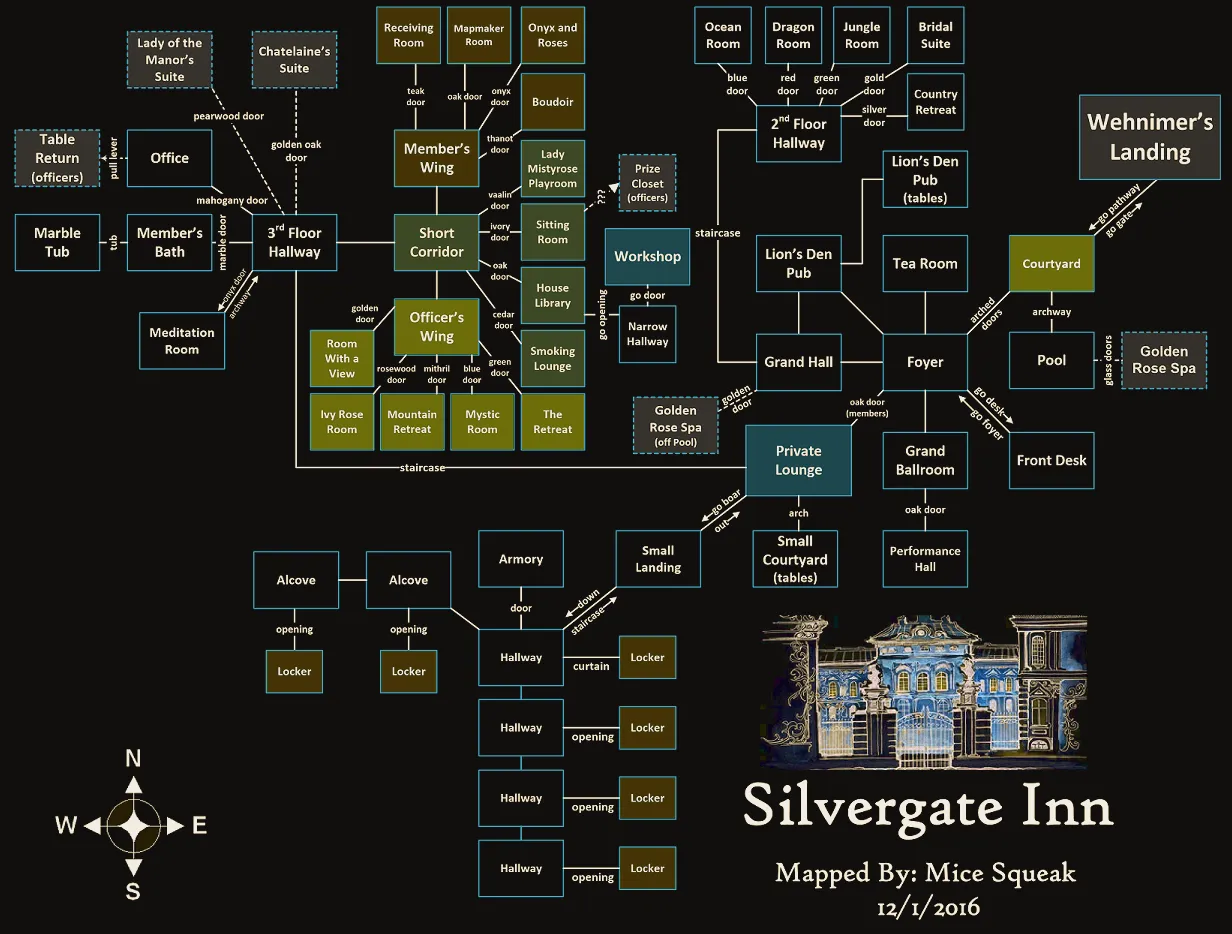 Lady of the
Manor's
Suite
Chatelaine's
Suite
Receiving
Room
Mapmaker
Room
Onyx and
Roses
Ocean
Room
Dragon
Room
Jungle
Room
Bridal
Suite
teak
door
oak door
onyx
door
Boudoir
blue
door
red
door
green
door
gold
door
silver
door
Country
Retreat
pearwood door
golden oak
door
thanot
door
Member's
Wing
2nd Floor
Hallway
Wehnimer's
Landing
Table
Return
(officers)
pull lever
Office
mahogany door
Lady
Mistyrose
Playroom
vaalin
door
Prize
Closet
(officers)
???
Lion's Den
Pub
(tables)
go pathway
go gate
Marble
Tub
tub
Member's
Bath
marble door
3rd Floor
Hallway
Short
Corridor
ivory
door
Sitting
Room
staircase
Workshop
Lion's Den
Pub
Tea Room
Courtyard
onyx door
archway
oak
door
House
Library
go door
go opening
Narrow
Hallway
arched
doors
archway
Meditation
Room
golden
door
Officer's
Wing
cedar
door
Room
With a
View
Smoking
Lounge
Grand Hall
Foyer
Pool
glass doors
Golden
Rose Spa
rosewood
door
mithril
door
blue
door
green
door
Ivy Rose
Room
Mountain
Retreat
Mystic
Room
The
Retreat
Golden
Rose Spa
(off Pool)
golden
door
oak door
(members)
go desk
go foyer
staircase
Private
Lounge
Grand
Ballroom
Front Desk
go boar
out
arch
oak door
Small
Landing
Small
Courtyard
(tables)
Performance
Hall
Alcove
Alcove
Armory
door
down
staircase
opening
opening
Locker
Locker
Hallway
curtain
Locker
Hallway
opening
Locker
Hallway
opening
Locker
Hallway
opening
Locker
N
W
E
S
Silvergate Inn
Mapped By: Mice Squeak
12/1/2016